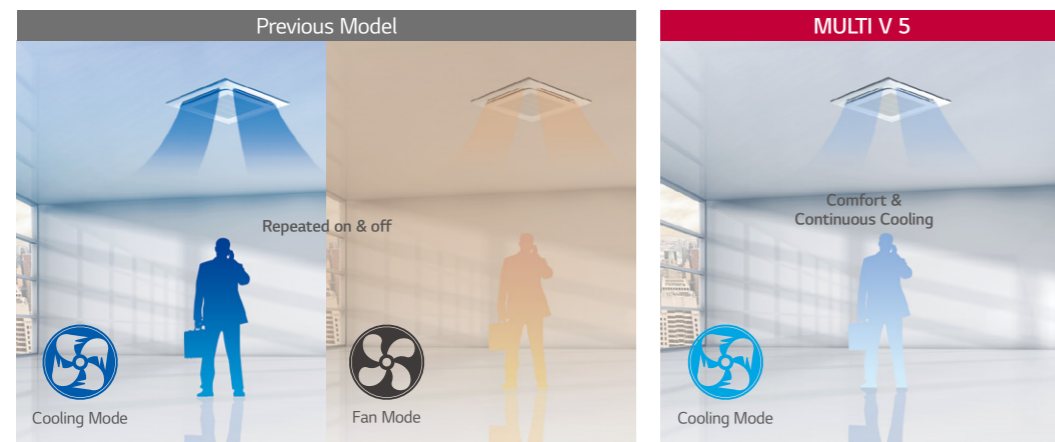 Previous Model
MULTI V 5
Repeated on & off
Comfort &
Continuous Cooling
Cooling Mode
Fan Mode
Cooling Mode